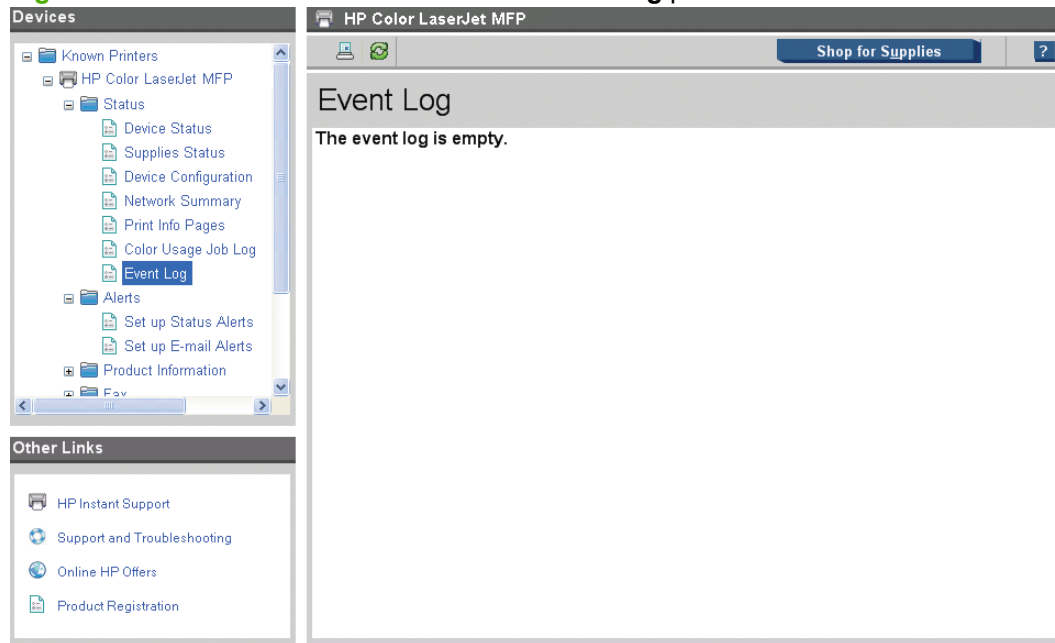 Devices
Known Printers
HP Color LaserJet MFP
Status
Device Status
Supplies Status
Device Configuration
Network Summary
Print Info Pages
Color Usage Job Log
Event Log
Alerts
Set up Status Alerts
Set up E-mail Alerts
Product Information
Fax
Other Links
HP Instant Support
Support and Troubleshooting
Online HP Offers
Product Registration
HP Color LaserJet MFP
Shop for Supplies
?
Event Log
The event log is empty.